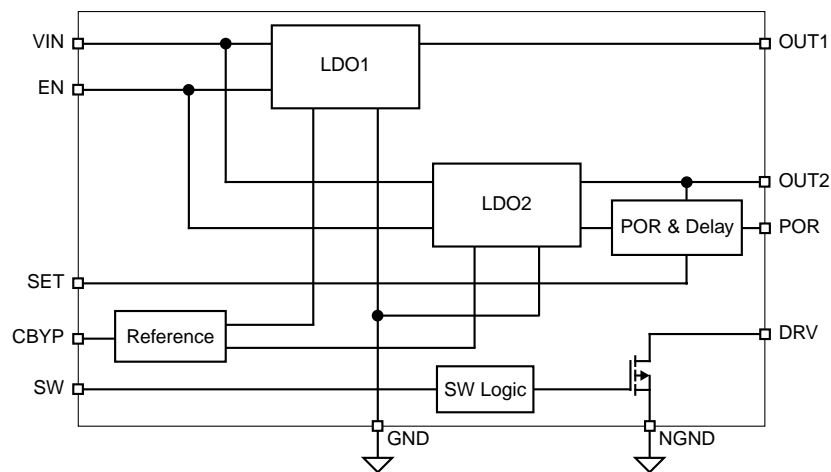 VIN
LDO1
OUT1
EN
LDO2
OUT2
POR & Delay
POR
SET
CBYP
Reference
DRV
SW
SW Logic
GND
NGND